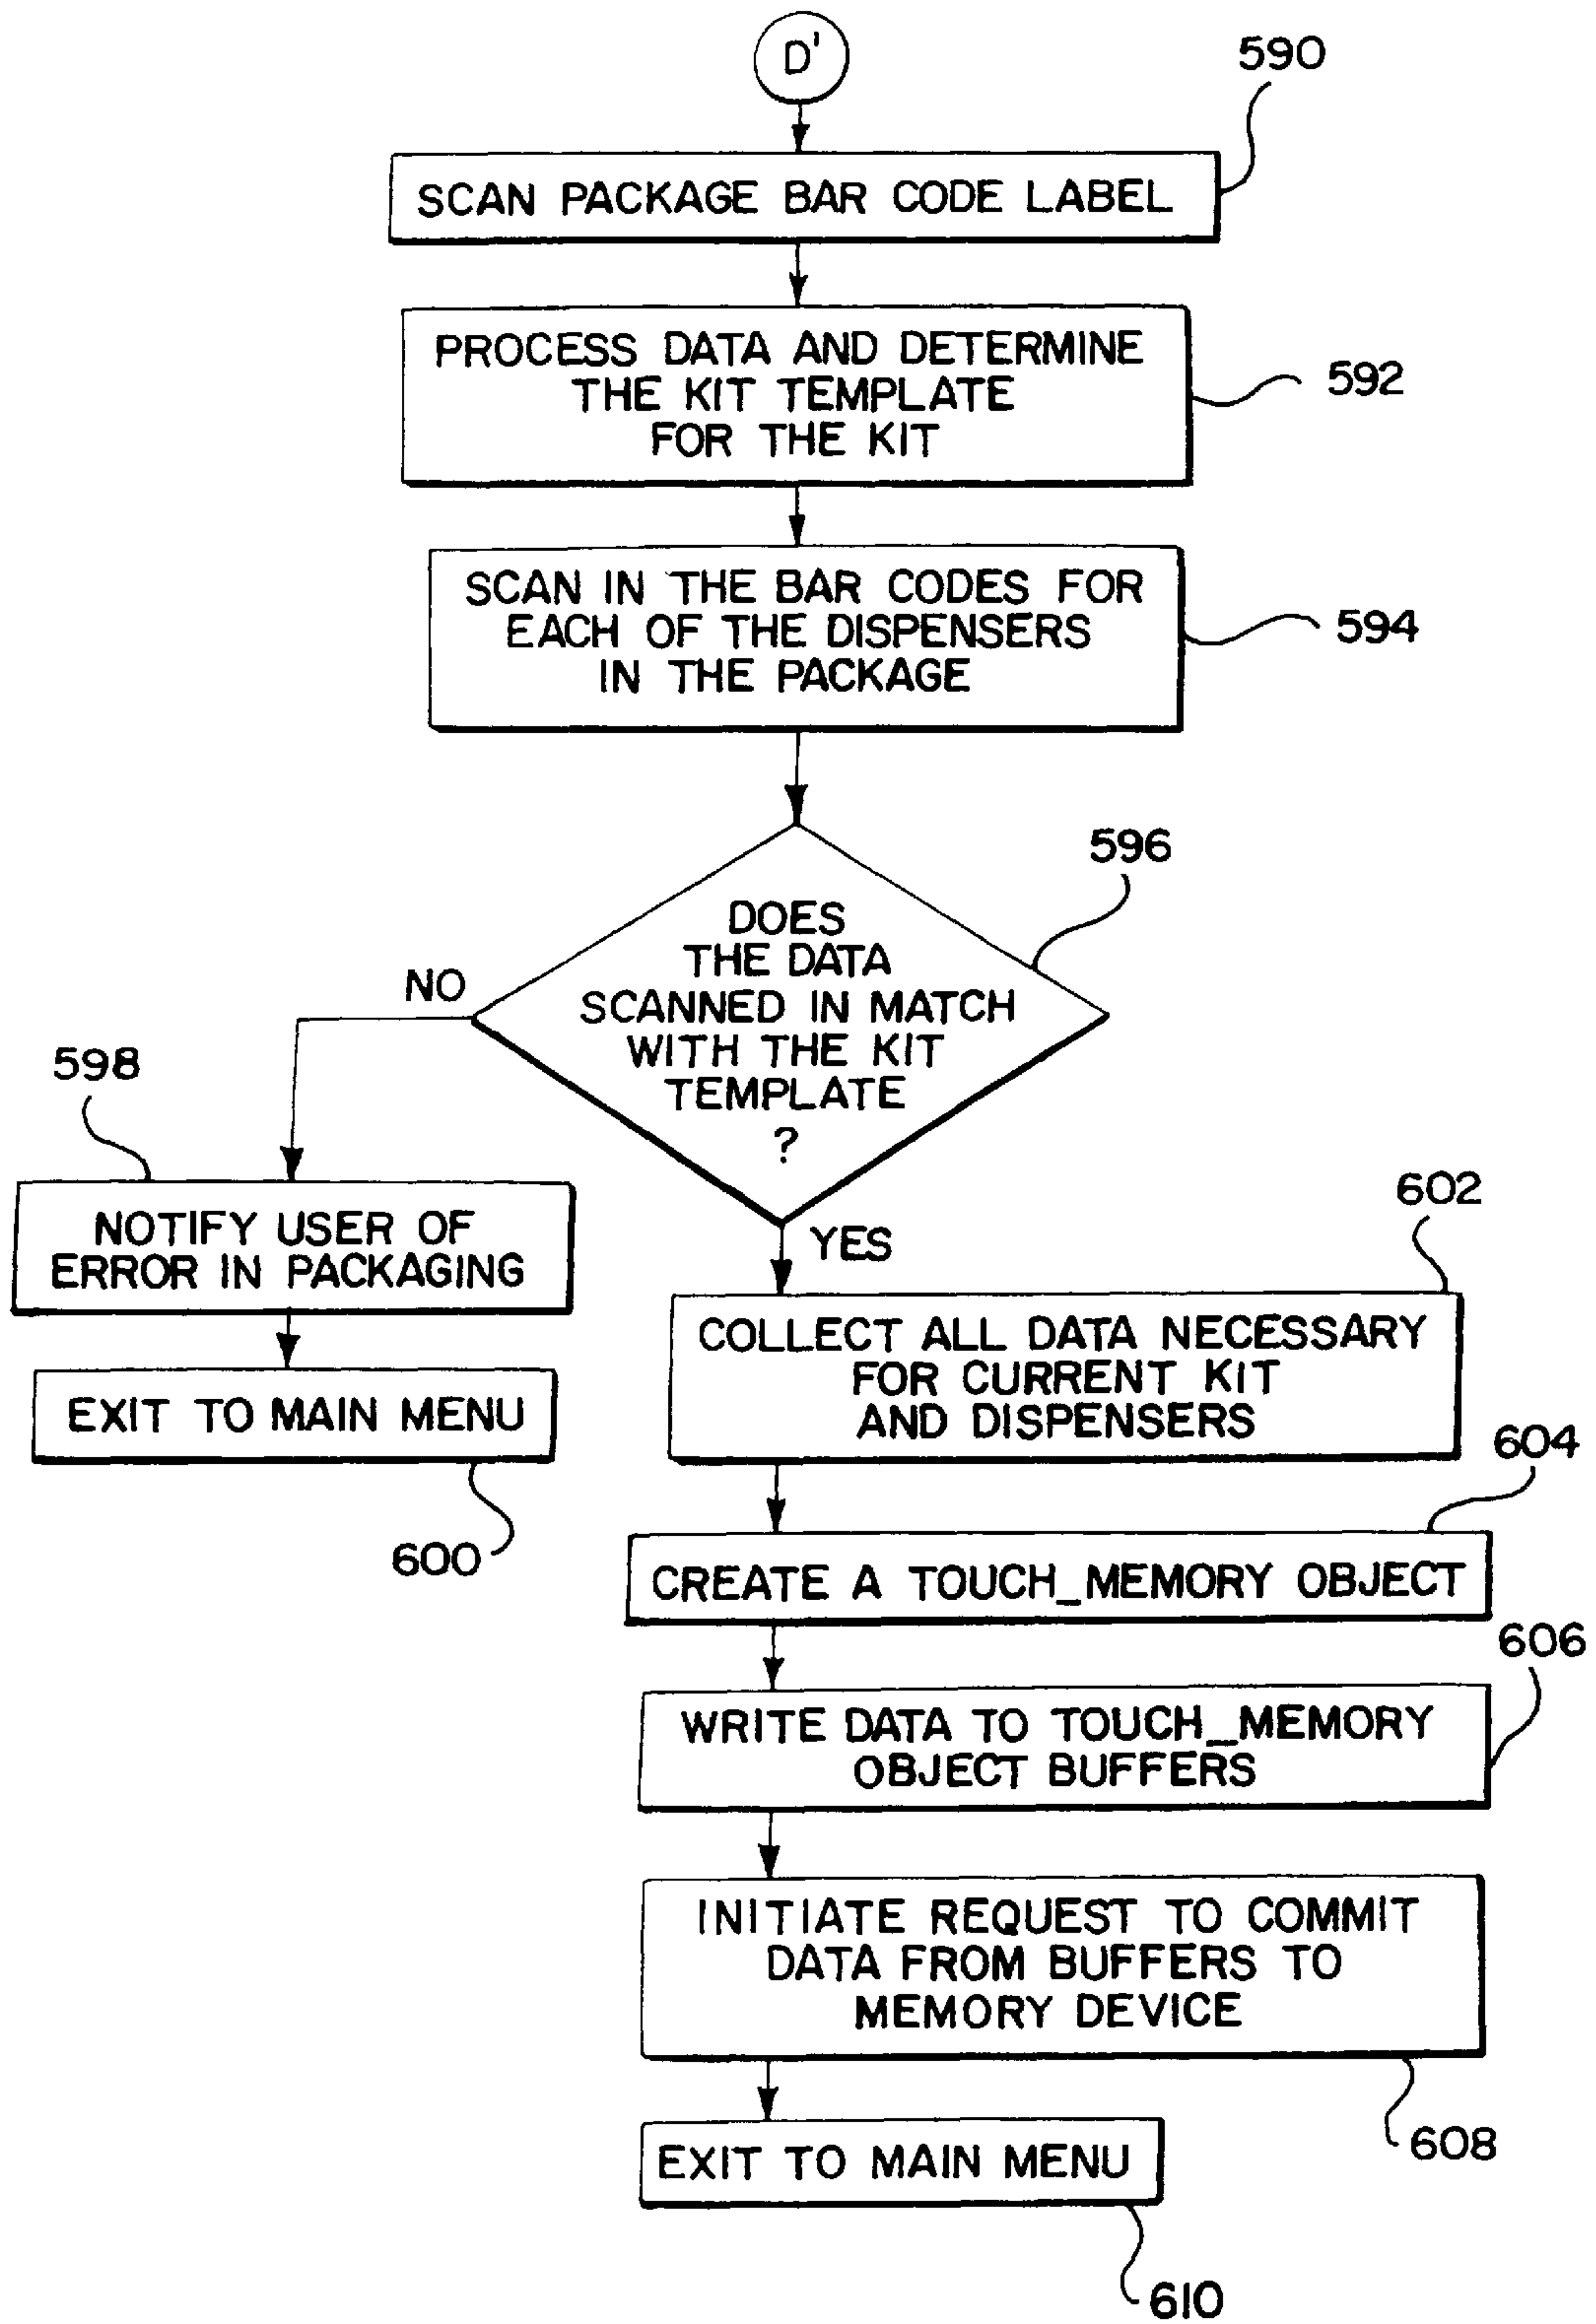 D'
590
SCAN PACKAGE BAR CODE LABEL
PROCESS DATA AND DETERMINE
THE KIT TEMPLATE
FOR THE KIT
592
SCAN IN THE BAR CODES FOR
EACH OF THE DISPENSERS
IN THE PACKAGE
594
596
DOES
THE DATA
SCANNED IN MATCH
WITH THE KIT
TEMPLATE
?
NO
598
NOTIFY USER OF
ERROR IN PACKAGING
EXIT TO MAIN MENU
600
YES
602
COLLECT ALL DATA NECESSARY
FOR CURRENT KIT
AND DISPENSERS
604
CREATE A TOUCH_MEMORY OBJECT
606
WRITE DATA TO TOUCH_MEMORY
OBJECT BUFFERS
INITIATE REQUEST TO COMMIT
DATA FROM BUFFERS TO
MEMORY DEVICE
608
EXIT TO MAIN MENU
610